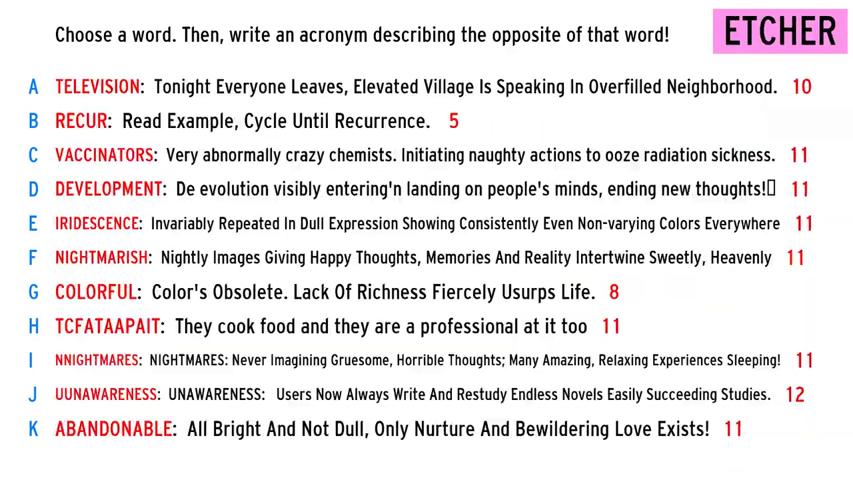 Choose a word. Then, write an acronym describing the opposite of that word! ETCHER
A TELEVISION: Tonight Everyone Leaves, Elevated Village Is Speaking In Overfilled Neighborhood. 10
B RECUR: Read Example, Cycle Until Recurrence. 5
C VACCINATORS: Very abnormally crazy chemists. Initiating naughty actions to ooze radiation sickness. 11
D DEVELOPMENT: De evolution visibly entering'n landing on people's minds, ending new thoughts!▯ 11
E IRIDESCENCE: Invariably Repeated In Dull Expression Showing Consistently Even Non-varying Colors Everywhere 11
F NIGHTMARISH: Nightly Images Giving Happy Thoughts, Memories And Reality Intertwine Sweetly, Heavenly 11
G COLORFUL: Color's Obsolete. Lack Of Richness Fiercely Usurps Life. 8
H TCFATAAPAIT: They cook food and they are a professional at it too 11
I NNIGHTMARES: NIGHTMARES: Never Imagining Gruesome, Horrible Thoughts; Many Amazing, Relaxing Experiences Sleeping! 11
J UUNAWARENESS: UNAWARENESS: Users Now Always Write And Restudy Endless Novels Easily Succeeding Studies. 12
K ABANDONABLE: All Bright And Not Dull, Only Nurture And Bewildering Love Exists! 11